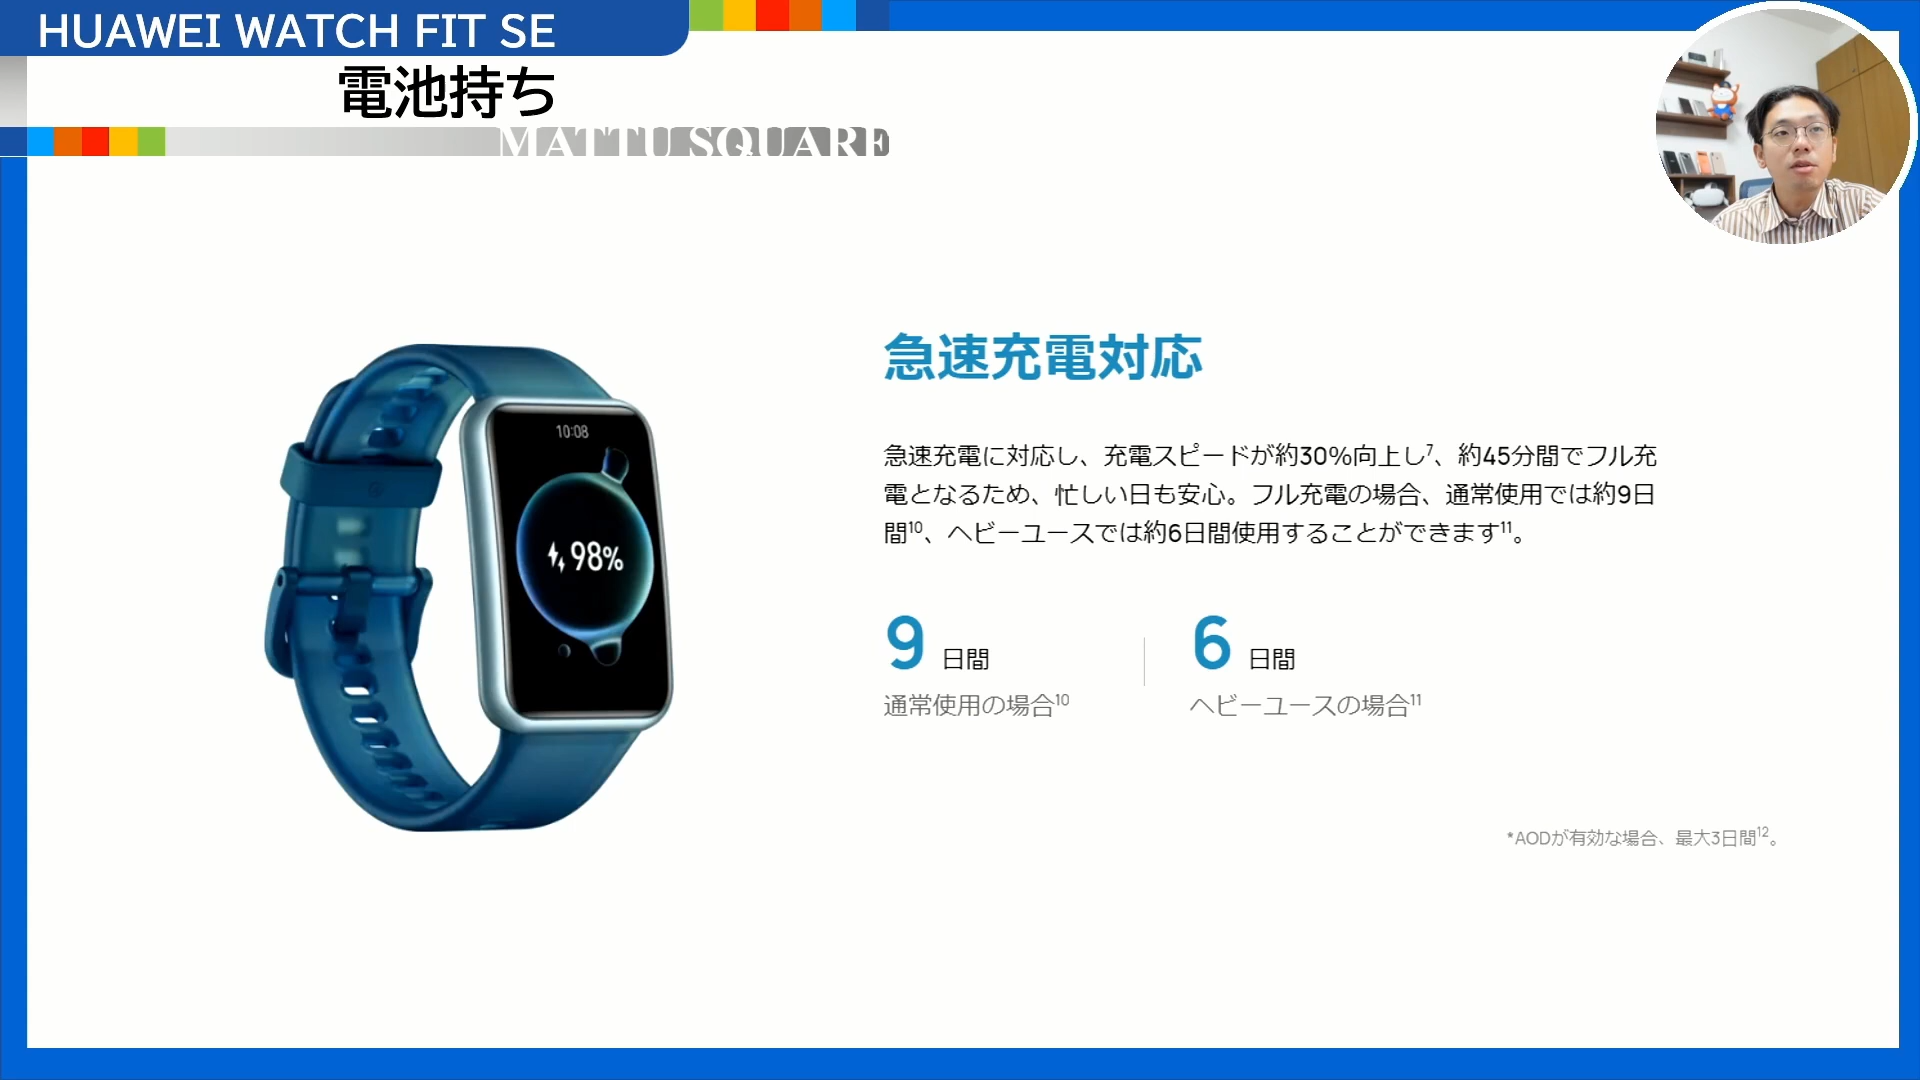 HUAWEI WATCH FIT SE
電池持ち
MATTU SQUARE
急速充電対応
急速充電に対応し、充電スピードが約30%向上し⁷、約45分間でフル充
電となるため、忙しい日も安心。フル充電の場合、通常使用では約9日
間¹⁰、ヘビーユースでは約6日間使用することができます¹¹。
10:08
98%
9 日間
通常使用の場合¹⁰
6 日間
ヘビーユースの場合¹¹
*AODが有効な場合、最大3日間¹²。